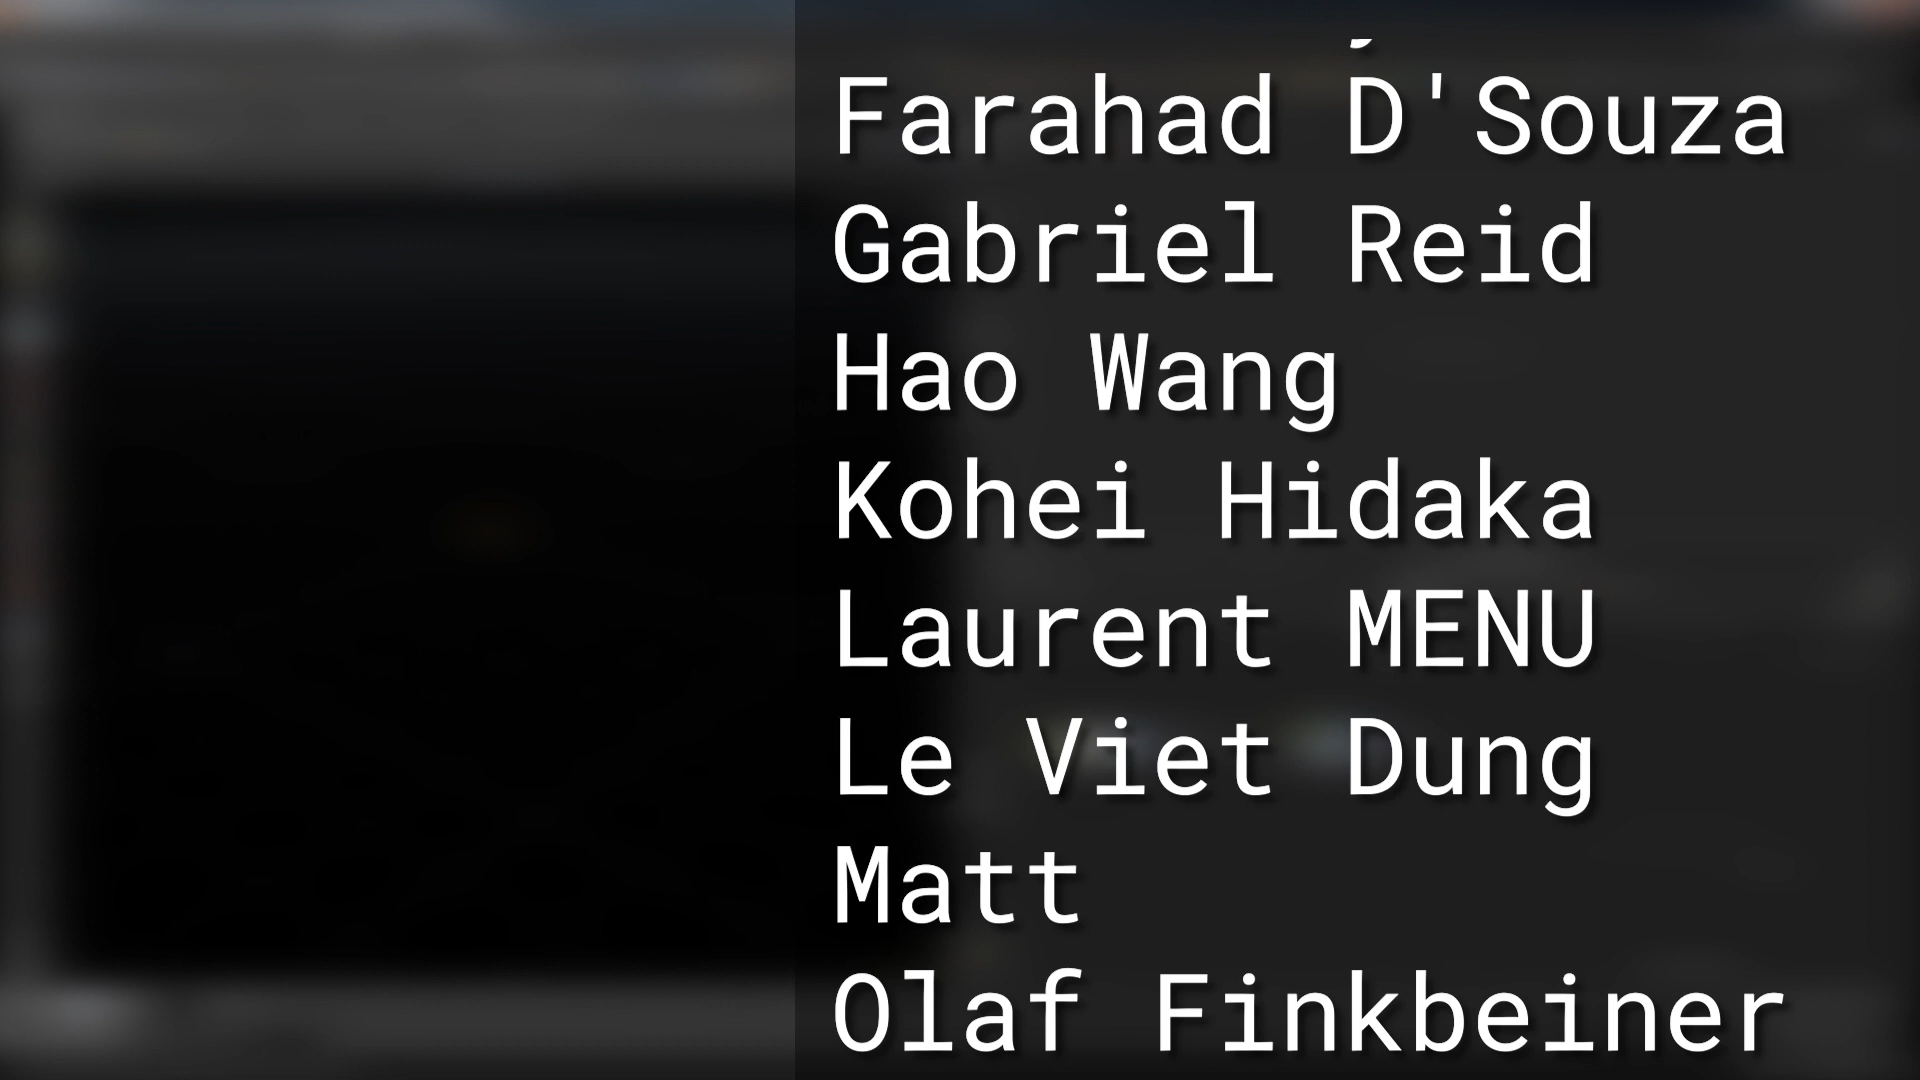 Farahad D'Souza
Gabriel Reid
Hao Wang
Kohei Hidaka
Laurent MENU
Le Viet Dung
Matt
Olaf Finkbeiner